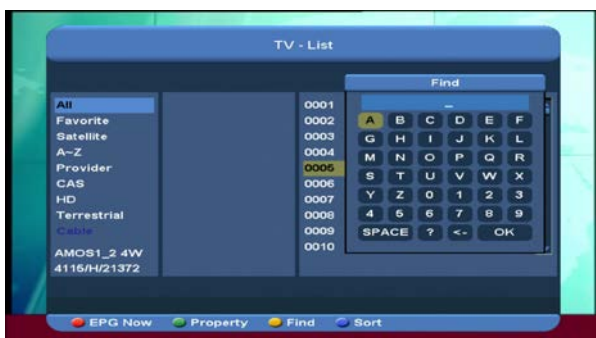 TV - List
Find
_
All
Favorite
Satellite
A~Z
Provider
CAS
HD
Terrestrial
Cable
AMOS1_2 4W
4115/H/21372
0001
0002
0003
0004
0005
0006
0007
0008
0009
0010
A B C D E F
G H I J K L
M N O P Q R
S T U V W X
Y Z 0 1 2 3
4 5 6 7 8 9
SPACE ? <- OK
EPG Now Property Find Sort